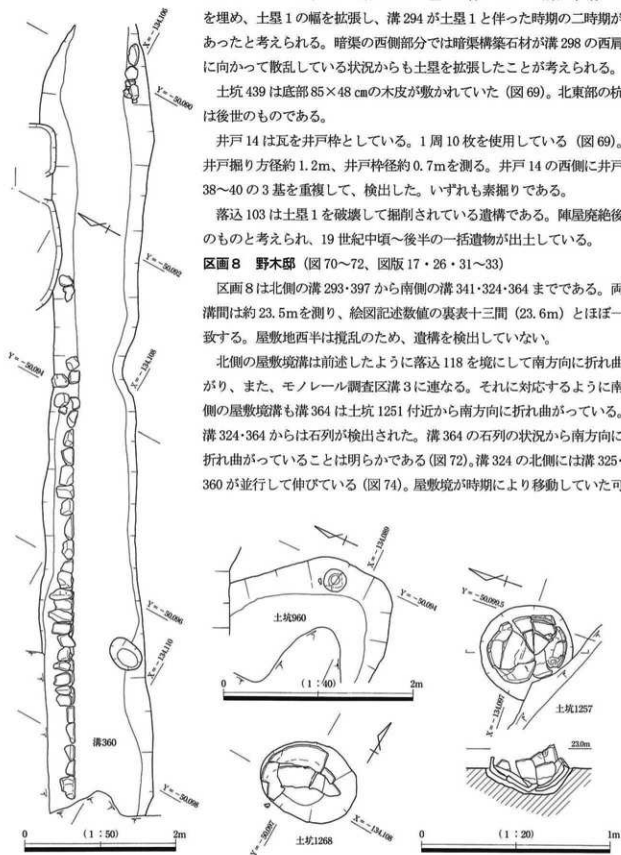 を埋め、土塁1の幅を拡張し、溝294が土塁1と伴った時期の二時期が
あったと考えられる。暗渠の西側部分では暗渠構築石材が溝298の西肩
に向かって散乱している状況からも土塁を拡張したことが考えられる。
土坑439は底部85×48㎝の木皮が敷かれていた(図69)。北東部の杭
は後世のものである。
井戸14は瓦を井戸枠としている。1周10枚を使用している(図69)。
井戸掘り方径約1.2m、井戸枠径約0.7mを測る。井戸14の西側に井戸
38〜40の3基を重複して、検出した。いずれも素掘りである。
落込103は土塁1を破壊して掘削されている遺構である。陣屋廃絶後
のものと考えられ、19世紀中頃〜後半の一括遺物が出土している。
区画8 野木邸(図70〜72、図版17・26・31〜33)
区画8は北側の溝293・397から南側の溝341・324・364までである。両
溝間は約23.5mを測り、絵図記述数値の裏表十三間(23.6m)とほぼ一
致する。屋敷地西半は攪乱のため、遺構を検出していない。
北側の屋敷境溝は前述したように落込118を境にして南方向に折れ曲
がり、また、モノレール調査区溝3に連なる。それに対応するように南
側の屋敷境溝も溝364は土坑1251付近から南方向に折れ曲がっている。
溝324・364からは石列が検出された。溝364の石列の状況から南方向に
折れ曲がっていることは明らかである(図72)。溝324の北側には溝325・
360が並行して伸びている(図74)。屋敷境が時期により移動していた可
X=-134,106
Y=-50,090
Y=-50,092
X=-134,108
Y=-50,094
Y=-50,096
X=-134,110
溝360
Y=-50,098
0 (1:50) 2m
X=-134,089
Y=-50,094
土坑960
0 (1:40) 2m
Y=-50,099.5
X=-134,097
土坑1257
23.0m
Y=-50,097
X=-134,108
土坑1268
0 (1:20) 1m